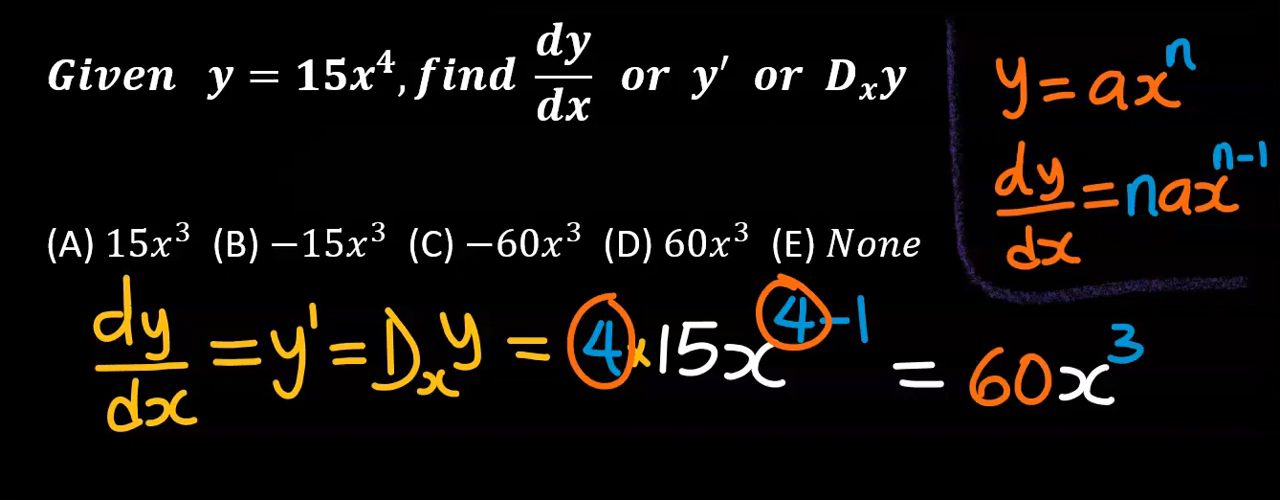 Given y = 15x⁴, find dy/dx or y′ or Dₓy
y = axⁿ
dy/dx = naxⁿ⁻¹
(A) 15x³ (B) −15x³ (C) −60x³ (D) 60x³ (E) None
dy/dx = y' = Dₓy = 4×15x⁴⁻¹ = 60x³